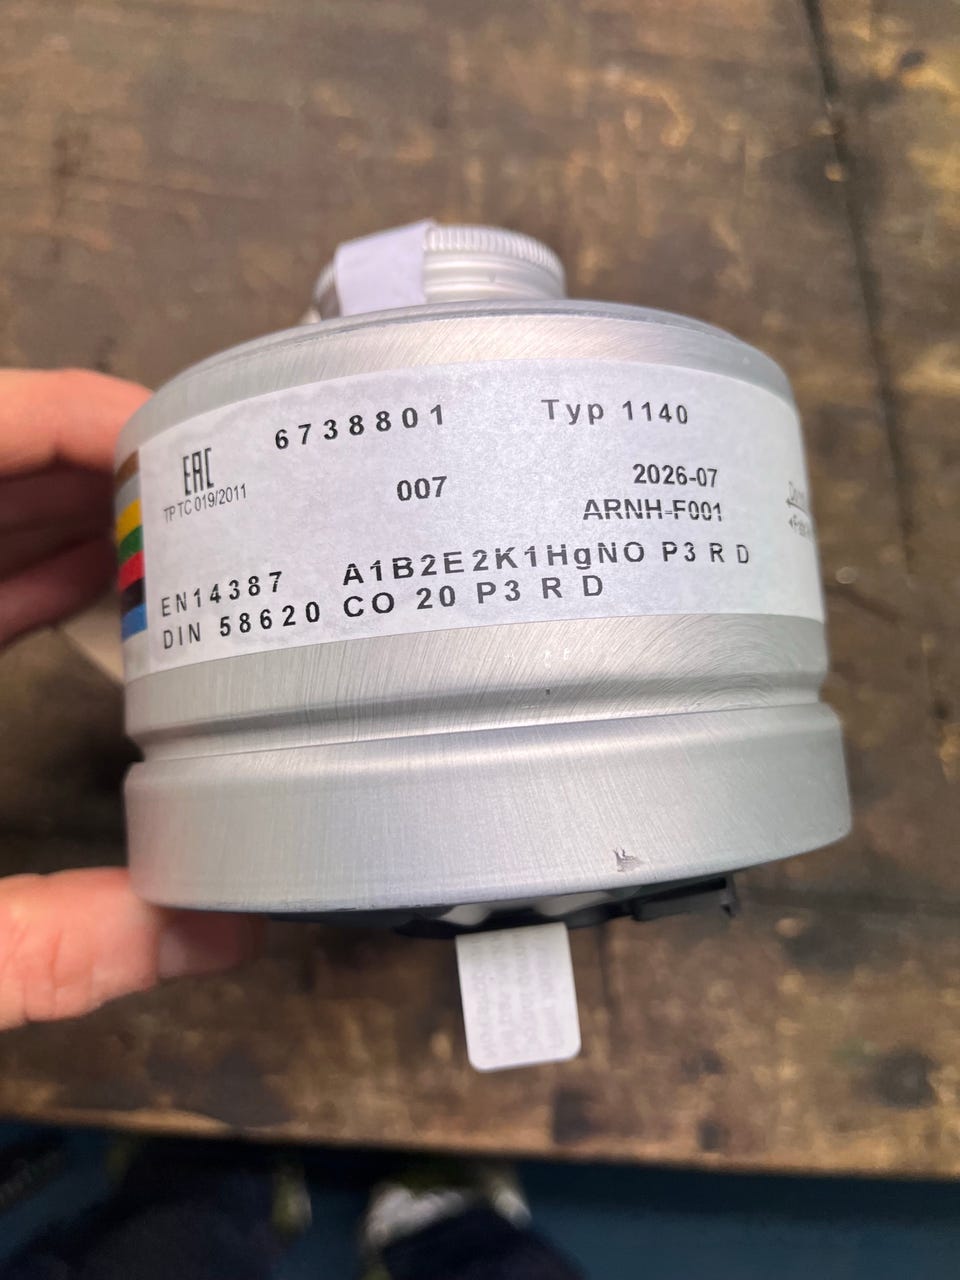 6738801 Typ 1140
EAC
TP TC 019/2011
007
2026-07
ARNH-F001
EN14387 A1B2E2K1HgNO P3 R D
DIN 58620 CO 20 P3 R D